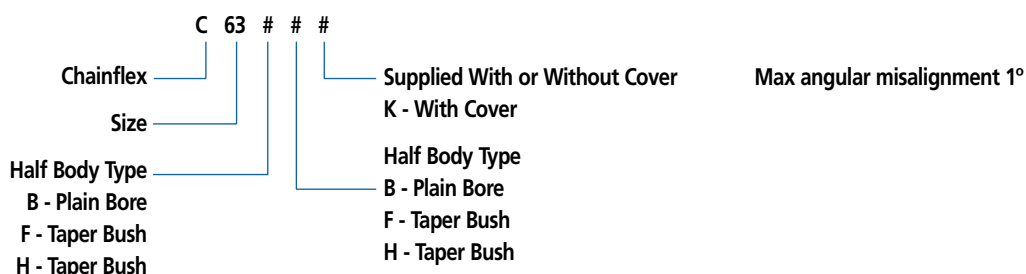 C 63 # # #
Chainflex
Supplied With or Without Cover
Max angular misalignment 1º
K - With Cover
Size
Half Body Type
B - Plain Bore
F - Taper Bush
H - Taper Bush
Half Body Type
B - Plain Bore
F - Taper Bush
H - Taper Bush